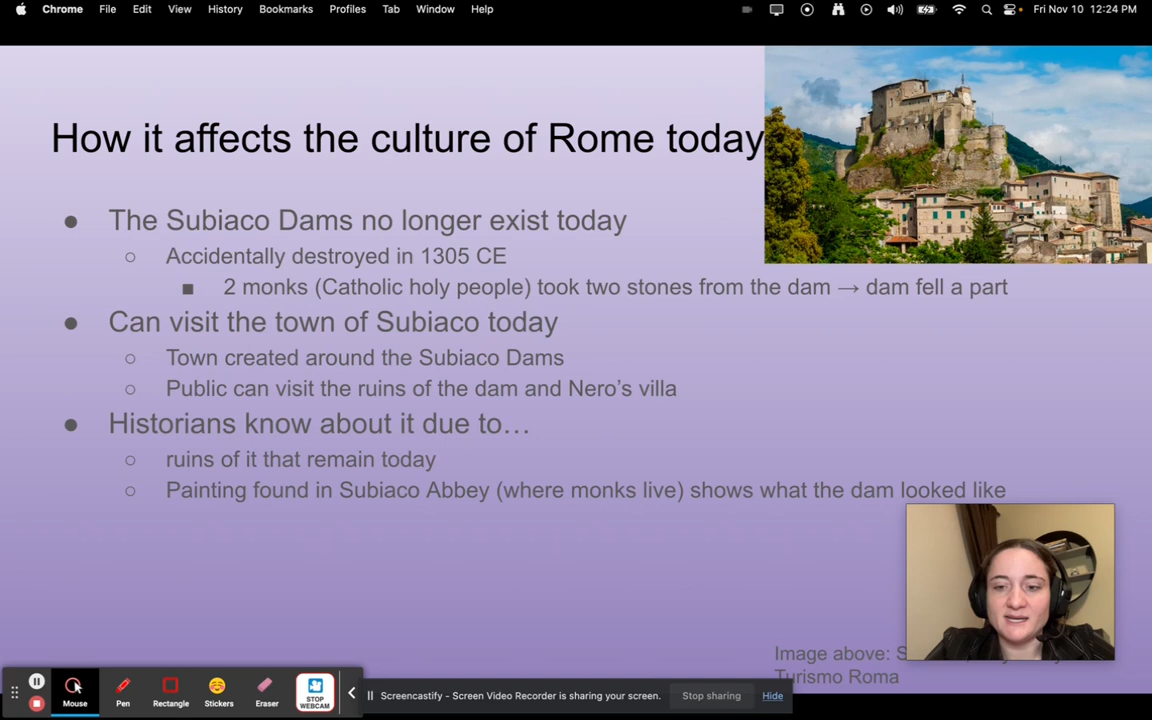 Chrome File Edit View History Bookmarks Profiles Tab Window Help Fri Nov 10 12:24 PM
How it affects the culture of Rome today
● The Subiaco Dams no longer exist today
○ Accidentally destroyed in 1305 CE
■ 2 monks (Catholic holy people) took two stones from the dam → dam fell a part
● Can visit the town of Subiaco today
○ Town created around the Subiaco Dams
○ Public can visit the ruins of the dam and Nero's villa
● Historians know about it due to…
○ ruins of it that remain today
○ Painting found in Subiaco Abbey (where monks live) shows what the dam looked like
Image above:
Turismo Roma
Mouse Pen Rectangle Stickers Eraser STOP WEBCAM
Screencastify - Screen Video Recorder is sharing your screen. Stop sharing Hide